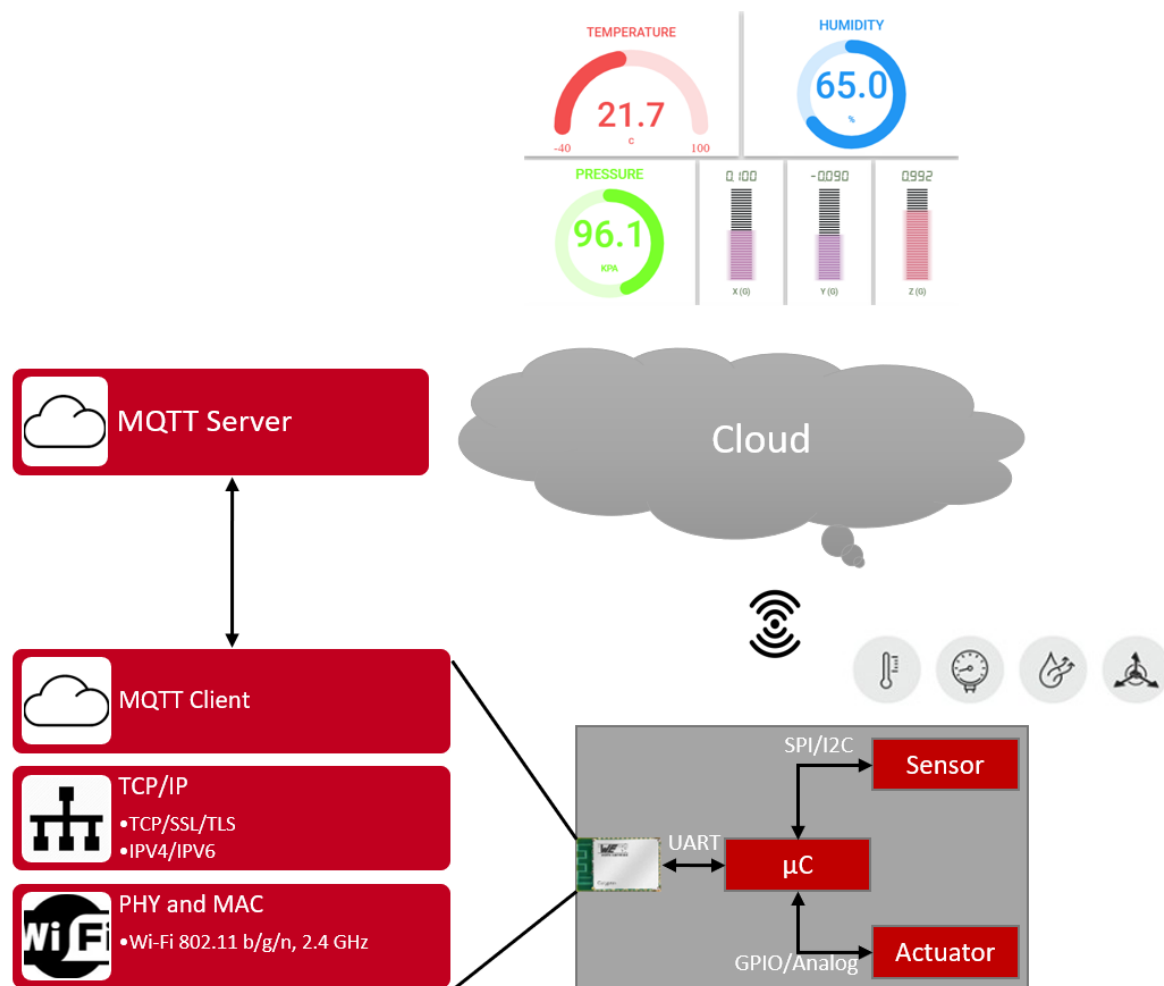 TEMPERATURE
21.7
C
-40 100
HUMIDITY
65.0
%
PRESSURE
96.1
KPA
0.100
X (G)
-0.090
Y (G)
0.992
Z (G)
MQTT Server
Cloud
MQTT Client
TCP/IP
•TCP/SSL/TLS
•IPV4/IPV6
PHY and MAC
•Wi-Fi 802.11 b/g/n, 2.4 GHz
Wi Fi
SPI/I2C
Sensor
UART
µC
GPIO/Analog
Actuator